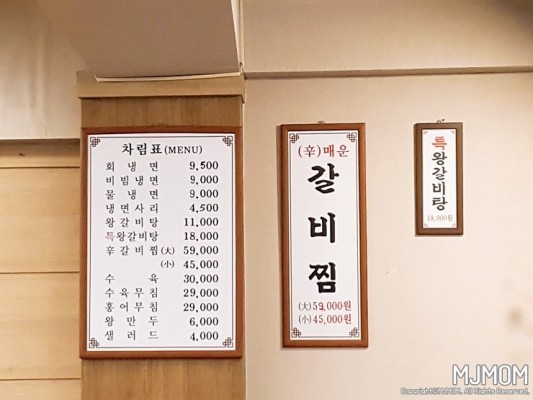 차림표(MENU)
회냉면 9,500
비빔냉면 9,000
물냉면 9,000
냉면사리 4,500
왕갈비탕 11,000
특왕갈비탕 18,000
辛갈비찜 (大) 59,000
(小) 45,000
수육 30,000
수육무침 29,000
홍어무침 29,000
왕만두 6,000
샐러드 4,000
(辛)매운
갈비찜
(大)59,000원
(小)45,000원
특왕갈비탕
18,000원
MJMOM
Copyright©MJMOM. All Rights Reserved.